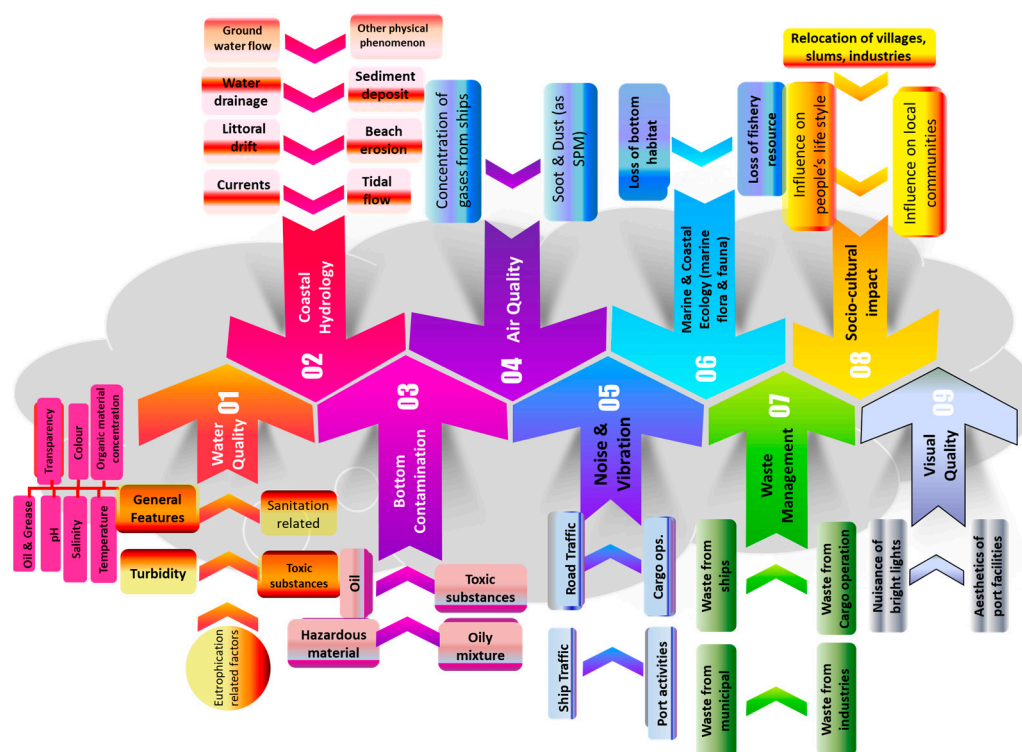 Ground
water flow
Other physical
phenomenon
Water
drainage
Sediment
deposit
Littoral
drift
Beach
erosion
Currents
Tidal
flow
Coastal
Hydrology
02
Concentration of
gases from ships
Soot & Dust (as
SPM)
Air Quality
04
Loss of bottom
habitat
Loss of fishery
resource
Marine & Coastal
Ecology (marine
flora & fauna)
06
Relocation of villages,
slums, industries
Influence on
people's life style
Influence on local
communities
Socio-cultural
impact
08
01
Water
Quality
Transparency
Colour
Organic material
concentration
Oil & Grease
pH
Salinity
Temperature
General
Features
Sanitation
related
Turbidity
Toxic
substances
Eutrophication
related factors
03
Bottom
Contamination
Oil
Toxic
substances
Hazardous
material
Oily
mixture
05
Noise &
Vibration
Road Traffic
Cargo ops.
Ship Traffic
Port activities
07
Waste
Management
Waste from
ships
Waste from
Cargo operation
Waste from
municipal
Waste from
industries
09
Visual
Quality
Nuisance of
bright lights
Aesthetics of
port facilities